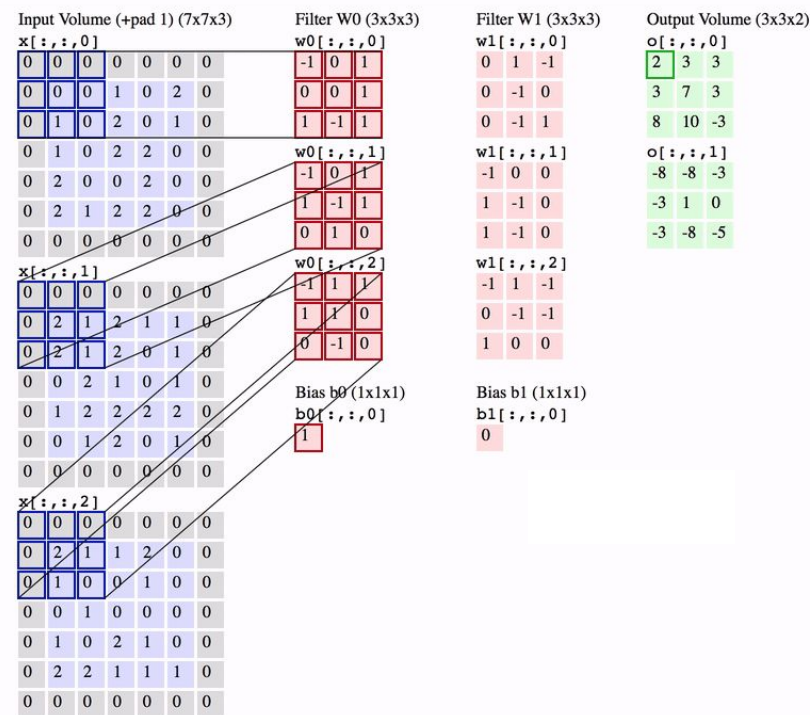 Input Volume (+pad 1) (7x7x3)
x[:,:,0]
0 0 0 0 0 0 0
0 0 0 1 0 2 0
0 1 0 2 0 1 0
0 1 0 2 2 0 0
0 2 0 0 2 0 0
0 2 1 2 2 0 0
0 0 0 0 0 0 0
x[:,:,1]
0 0 0 0 0 0 0
0 2 1 2 1 1 0
0 2 1 2 0 1 0
0 0 2 1 0 1 0
0 1 2 2 2 2 0
0 0 1 2 0 1 0
0 0 0 0 0 0 0
x[:,:,2]
0 0 0 0 0 0 0
0 2 1 1 2 0 0
0 1 0 0 1 0 0
0 0 1 0 0 0 0
0 1 0 2 1 0 0
0 2 2 1 1 1 0
0 0 0 0 0 0 0
Filter W0 (3x3x3)
w0[:,:,0]
-1 0 1
0 0 1
1 -1 1
w0[:,:,1]
-1 0 1
1 -1 1
0 1 0
w0[:,:,2]
-1 1 1
1 1 0
0 -1 0
Bias b0 (1x1x1)
b0[:,:,0]
1
Filter W1 (3x3x3)
w1[:,:,0]
0 1 -1
0 -1 0
0 -1 1
w1[:,:,1]
-1 0 0
1 -1 0
1 -1 0
w1[:,:,2]
-1 1 -1
0 -1 -1
1 0 0
Bias b1 (1x1x1)
b1[:,:,0]
0
Output Volume (3x3x2)
o[:,:,0]
2 3 3
3 7 3
8 10 -3
o[:,:,1]
-8 -8 -3
-3 1 0
-3 -8 -5